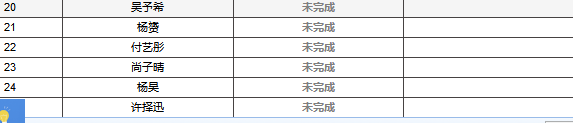 20 吴予希 未完成
21 杨赟 未完成
22 付艺彤 未完成
23 尚子晴 未完成
24 杨昊 未完成
许择迅 未完成